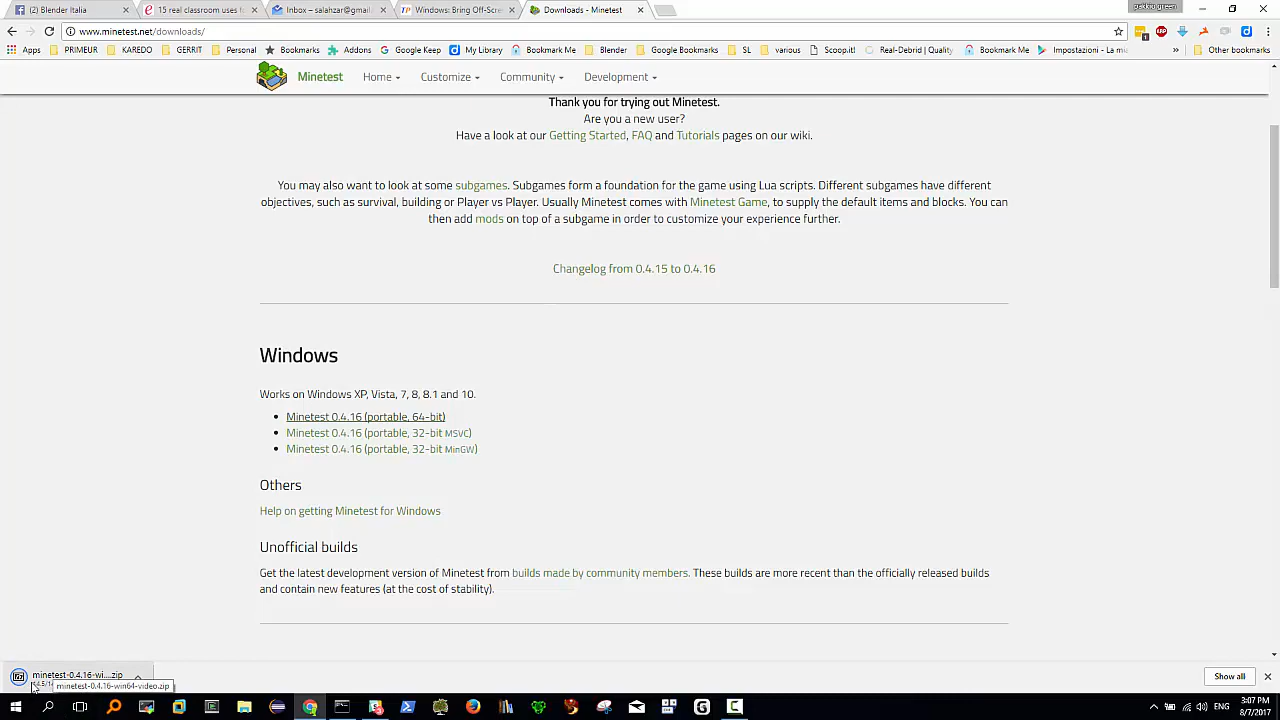 (2) Blender Italia
15 real classroom uses f
Inbox – salahzar@gmail
Windows: Bring Off-Scre
Downloads - Minetest
pekkio green
www.minetest.net/downloads/
Apps
PRIMEUR
KAREDO
GERRIT
Personal
Bookmarks
Addons
Google Keep
My Library
Bookmark Me
Blender
Google Bookmarks
SL
various
Scoop.it!
Real-Debrid | Quality
Bookmark Me
Impostazioni - La mi
»
Other bookmarks
Minetest
Home
Customize
Community
Development
Thank you for trying out Minetest.
Are you a new user?
Have a look at our Getting Started, FAQ and Tutorials pages on our wiki.
You may also want to look at some subgames. Subgames form a foundation for the game using Lua scripts. Different subgames have different
objectives, such as survival, building or Player vs Player. Usually Minetest comes with Minetest Game, to supply the default items and blocks. You can
then add mods on top of a subgame in order to customize your experience further.
Changelog from 0.4.15 to 0.4.16
Windows
Works on Windows XP, Vista, 7, 8, 8.1 and 10.
• Minetest 0.4.16 (portable, 64-bit)
• Minetest 0.4.16 (portable, 32-bit MSVC)
• Minetest 0.4.16 (portable, 32-bit MinGW)
Others
Help on getting Minetest for Windows
Unofficial builds
Get the latest development version of Minetest from builds made by community members. These builds are more recent than the officially released builds
and contain new features (at the cost of stability).
minetest-0.4.16-wi....zip
minetest-0.4.16-win64-video.zip
Show all
ENG
3:07 PM
8/7/2017